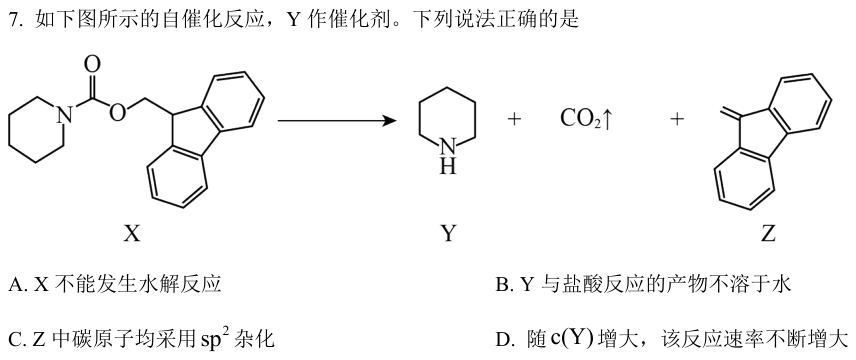 7. 如下图所示的自催化反应，Y 作催化剂。下列说法正确的是
O
N
O
N
H
+
CO₂↑
+
X
Y
Z
A. X 不能发生水解反应
B. Y 与盐酸反应的产物不溶于水
C. Z 中碳原子均采用 sp² 杂化
D. 随 c(Y) 增大，该反应速率不断增大